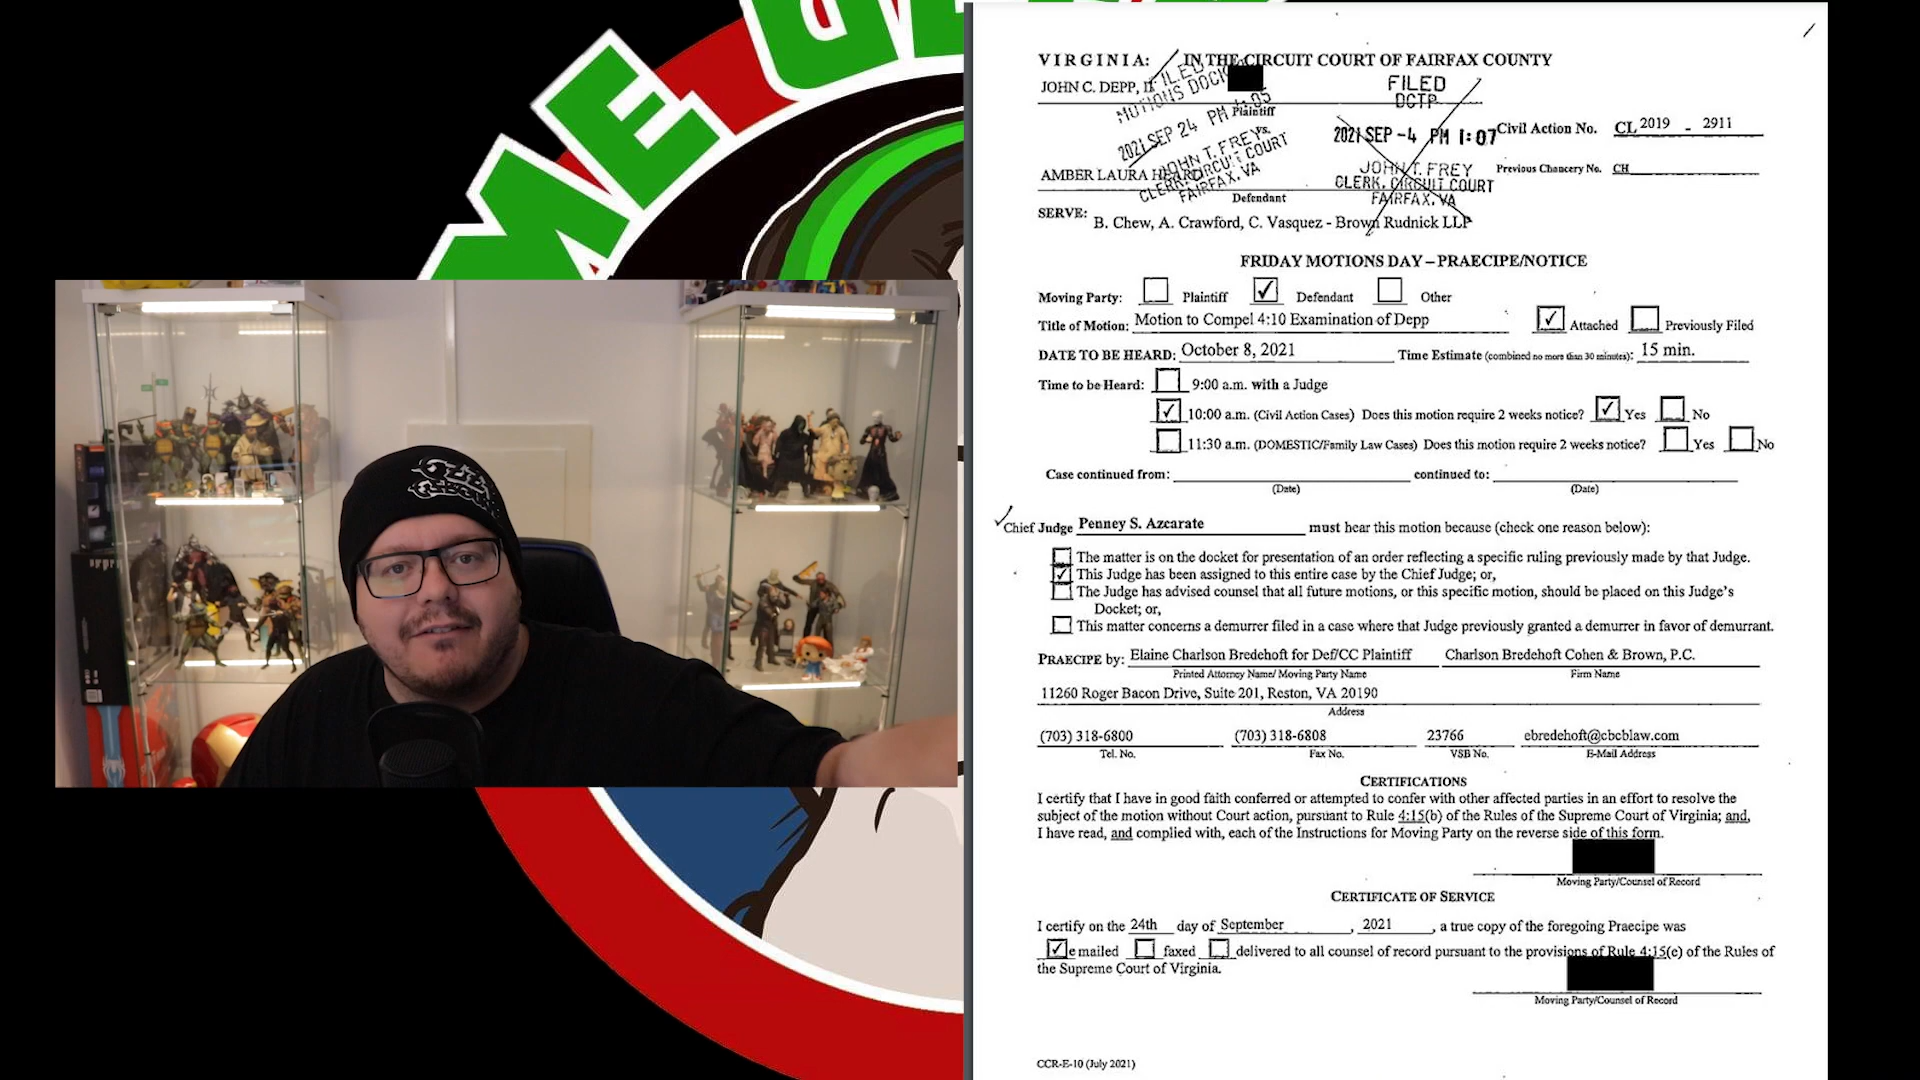 ME GE
VIRGINIA: IN THE CIRCUIT COURT OF FAIRFAX COUNTY
JOHN C. DEPP, II
FILED
MOTIONS DOCK
2021 SEP 24 PM 1:05
JOHN T. FREY
CLERK, CIRCUIT COURT
FAIRFAX, VA
Plaintiff
vs.
FILED
DCTP
2021 SEP -4 PM 1:07
JOHN T. FREY
CLERK, CIRCUIT COURT
FAIRFAX, VA
Civil Action No. CL 2019 - 2911
Previous Chancery No. CH
AMBER LAURA HEARD
Defendant
SERVE: B. Chew, A. Crawford, C. Vasquez - Brown Rudnick LLP
FRIDAY MOTIONS DAY – PRAECIPE/NOTICE
Moving Party: Plaintiff ✓ Defendant Other
Title of Motion: Motion to Compel 4:10 Examination of Depp ✓ Attached Previously Filed
DATE TO BE HEARD: October 8, 2021 Time Estimate (combined no more than 30 minutes): 15 min.
Time to be Heard: 9:00 a.m. with a Judge
✓ 10:00 a.m. (Civil Action Cases) Does this motion require 2 weeks notice? ✓ Yes No
11:30 a.m. (DOMESTIC/Family Law Cases) Does this motion require 2 weeks notice? Yes No
Case continued from: continued to:
(Date) (Date)
✓ Chief Judge Penney S. Azcarate must hear this motion because (check one reason below):
The matter is on the docket for presentation of an order reflecting a specific ruling previously made by that Judge.
✓ This Judge has been assigned to this entire case by the Chief Judge; or,
The Judge has advised counsel that all future motions, or this specific motion, should be placed on this Judge's
Docket; or,
This matter concerns a demurrer filed in a case where that Judge previously granted a demurrer in favor of demurrant.
PRAECIPE by: Elaine Charlson Bredehoft for Def/CC Plaintiff Charlson Bredehoft Cohen & Brown, P.C.
Printed Attorney Name/ Moving Party Name Firm Name
11260 Roger Bacon Drive, Suite 201, Reston, VA 20190
Address
(703) 318-6800 (703) 318-6808 23766 ebredehoft@cbcblaw.com
Tel. No. Fax No. VSB No. E-Mail Address
CERTIFICATIONS
I certify that I have in good faith conferred or attempted to confer with other affected parties in an effort to resolve the
subject of the motion without Court action, pursuant to Rule 4:15(b) of the Rules of the Supreme Court of Virginia; and,
I have read, and complied with, each of the Instructions for Moving Party on the reverse side of this form.
Moving Party/Counsel of Record
CERTIFICATE OF SERVICE
I certify on the 24th day of September, 2021, a true copy of the foregoing Praecipe was
✓ emailed faxed delivered to all counsel of record pursuant to the provisions of Rule 4:15(e) of the Rules of
the Supreme Court of Virginia.
Moving Party/Counsel of Record
CCR-E-10 (July 2021)